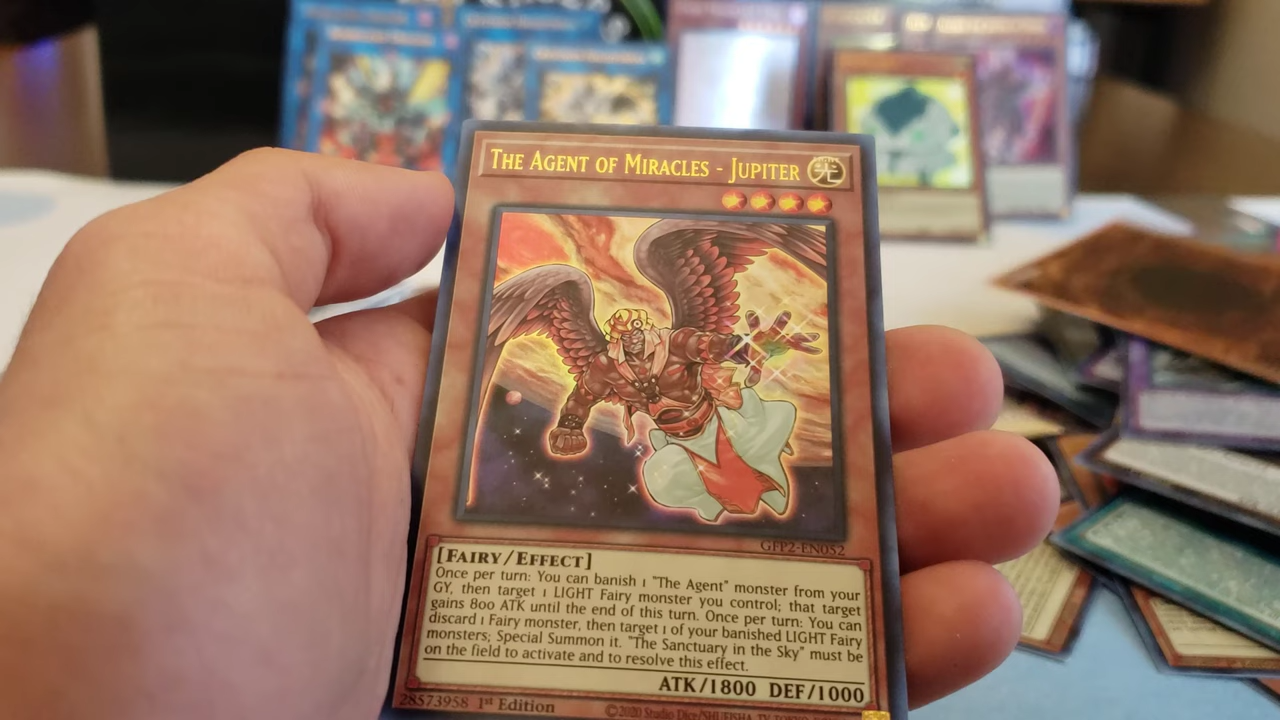 THE AGENT OF MIRACLES - JUPITER
LIGHT
光
GFP2-EN052
[FAIRY/EFFECT]
Once per turn: You can banish 1 "The Agent" monster from your
GY, then target 1 LIGHT Fairy monster you control; that target
gains 800 ATK until the end of this turn. Once per turn: You can
discard 1 Fairy monster, then target 1 of your banished LIGHT Fairy
monsters; Special Summon it. "The Sanctuary in the Sky" must be
on the field to activate and to resolve this effect.
ATK/1800 DEF/1000
28573958 1st Edition ©2020 Studio Dice/SHUEISHA, TV TOKYO,